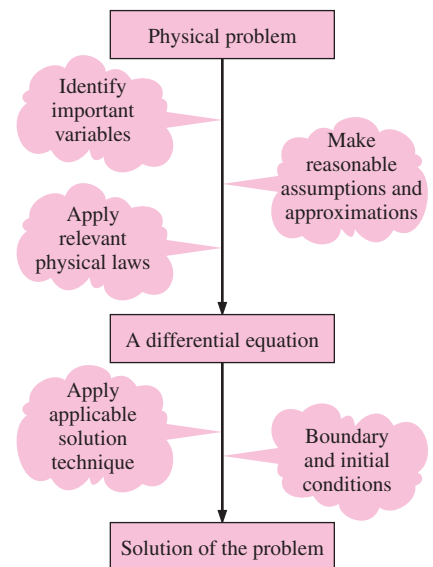 Physical problem
Identify
important
variables
Make
reasonable
assumptions and
approximations
Apply
relevant
physical laws
A differential equation
Apply
applicable
solution
technique
Boundary
and initial
conditions
Solution of the problem